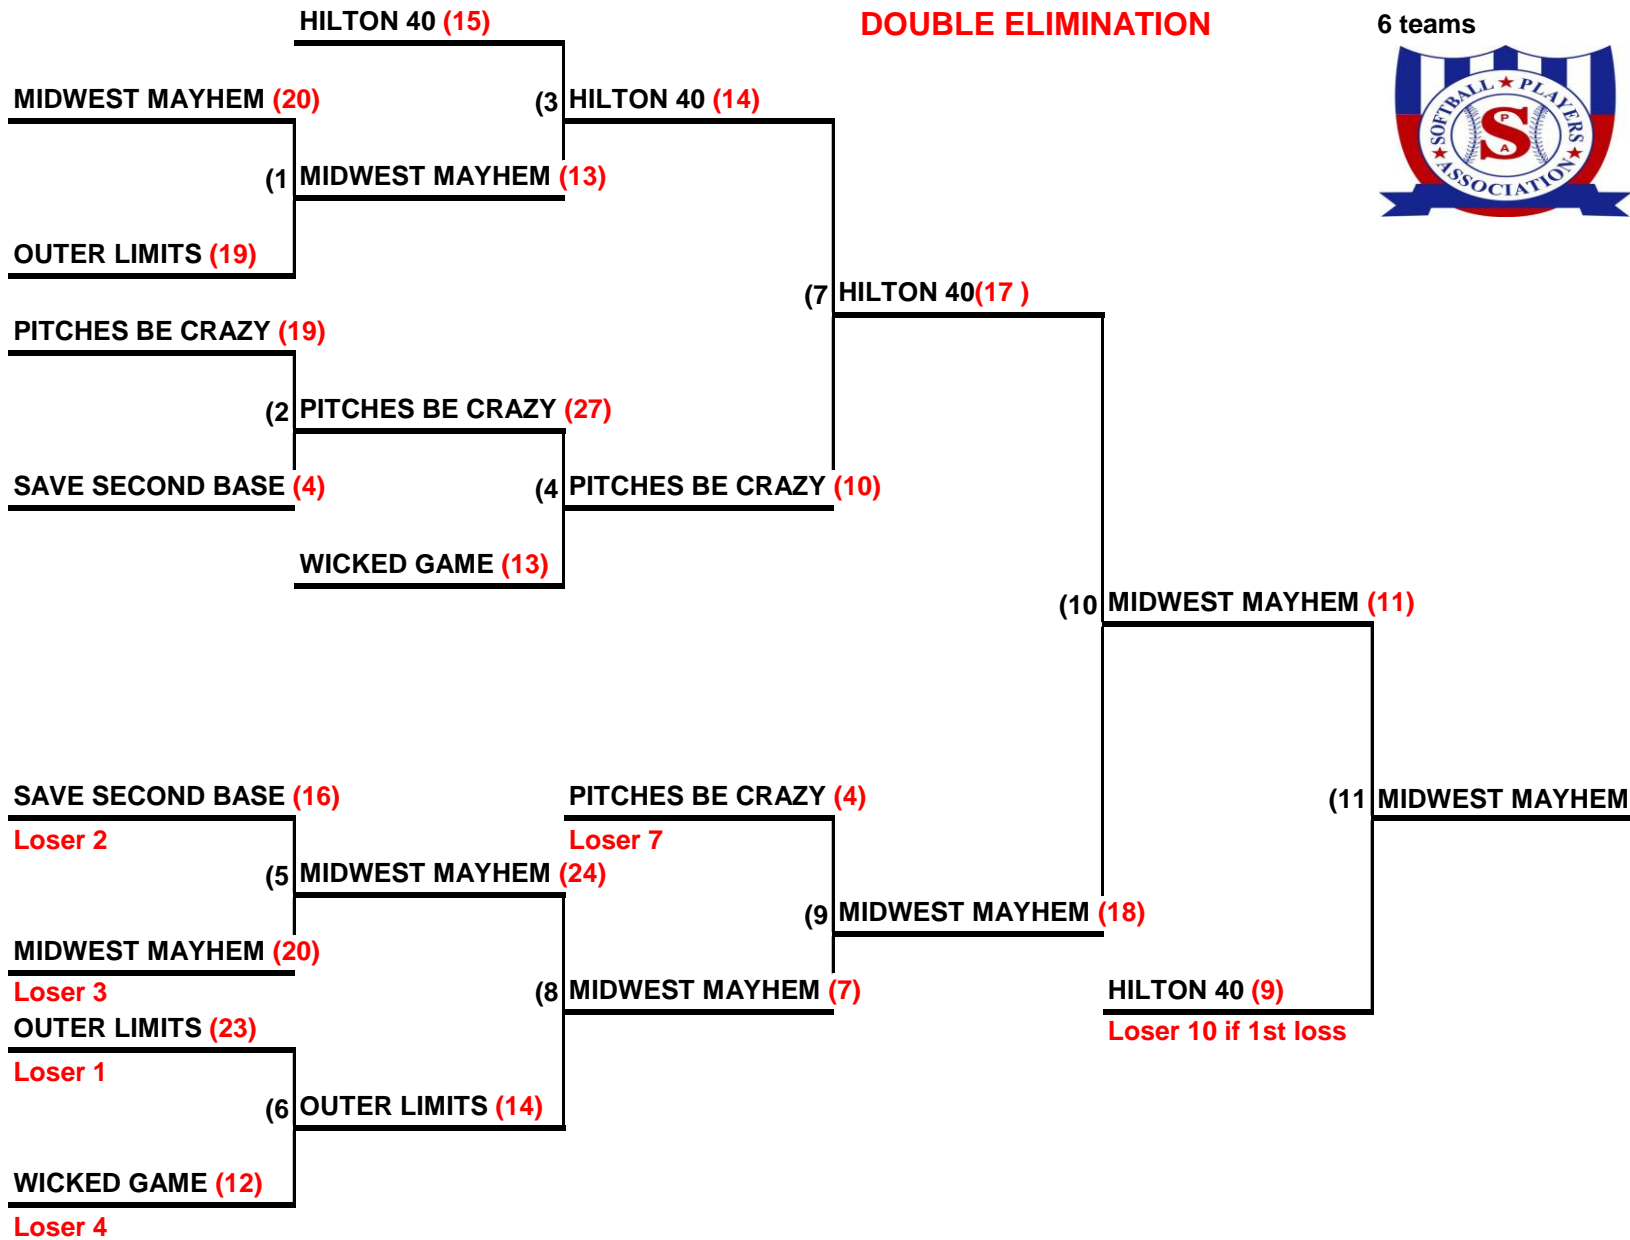 HILTON 40 (15)
DOUBLE ELIMINATION
6 teams
SOFTBALL ★ PLAYERS
★ ASSOCIATION ★
S
P
A
MIDWEST MAYHEM (20)
(3 HILTON 40 (14)
(1 MIDWEST MAYHEM (13)
OUTER LIMITS (19)
(7 HILTON 40(17 )
PITCHES BE CRAZY (19)
(2 PITCHES BE CRAZY (27)
SAVE SECOND BASE (4)
(4 PITCHES BE CRAZY (10)
WICKED GAME (13)
(10 MIDWEST MAYHEM (11)
SAVE SECOND BASE (16)
Loser 2
PITCHES BE CRAZY (4)
Loser 7
(11 MIDWEST MAYHEM
(5 MIDWEST MAYHEM (24)
(9 MIDWEST MAYHEM (18)
MIDWEST MAYHEM (20)
Loser 3
(8 MIDWEST MAYHEM (7)
HILTON 40 (9)
Loser 10 if 1st loss
OUTER LIMITS (23)
Loser 1
(6 OUTER LIMITS (14)
WICKED GAME (12)
Loser 4